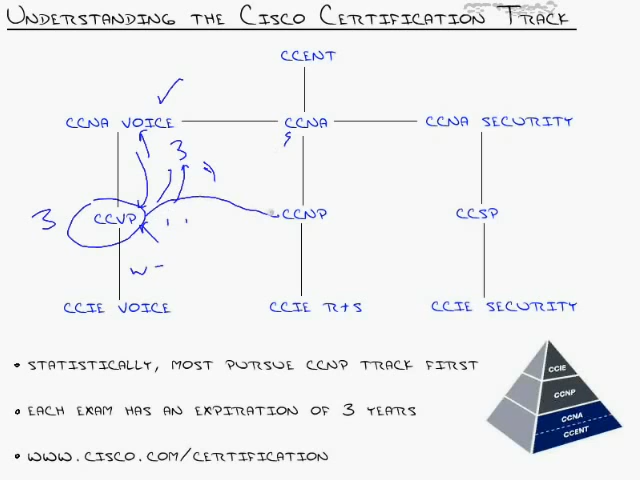 Understanding the Cisco Certification Track
CCENT
CCNA VOICE CCNA CCNA SECURITY
3
3 CCVP CCNP CCSP
W -
CCIE VOICE CCIE R+S CCIE SECURITY
• STATISTICALLY, MOST PURSUE CCNP TRACK FIRST
• EACH EXAM HAS AN EXPIRATION OF 3 YEARS
• WWW.CISCO.COM/CERTIFICATION
CCIE
CCNP
CCNA
CCENT